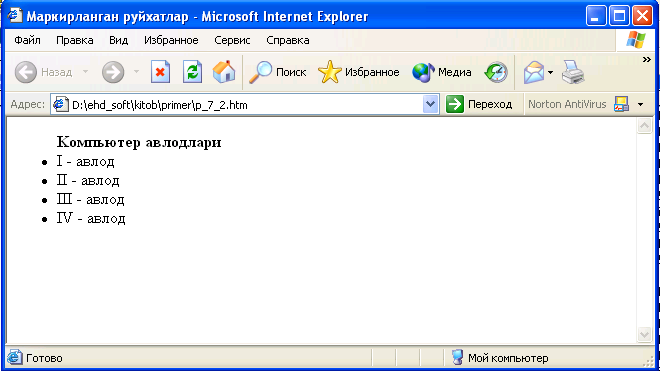 Маркирланган руйхатлар - Microsoft Internet Explorer
Файл Правка Вид Избранное Сервис Справка
Назад Поиск Избранное Медиа »
Адрес: D:\ehd_soft\kitob\primer\p_7_2.htm Переход Norton AntiVirus
Компьютер авлодлари
• I - авлод
• II - авлод
• III - авлод
• IV - авлод
Готово Мой компьютер